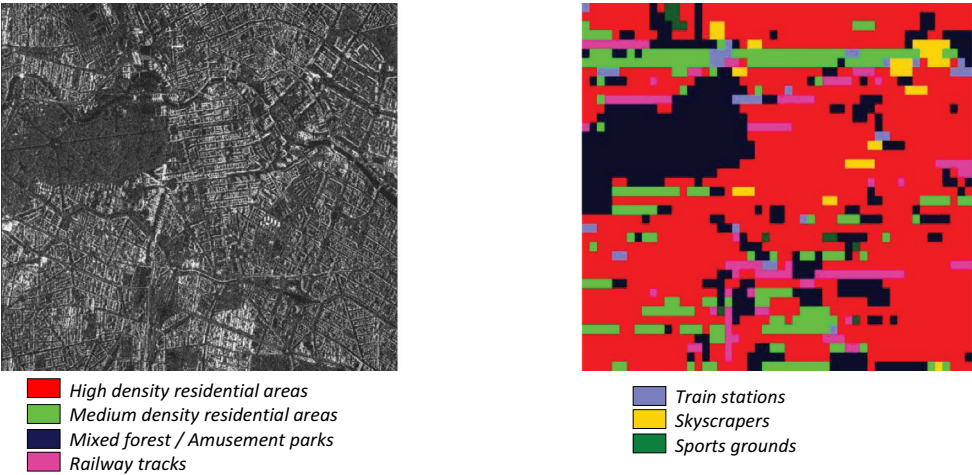 High density residential areas
Medium density residential areas
Mixed forest / Amusement parks
Railway tracks
Train stations
Skyscrapers
Sports grounds